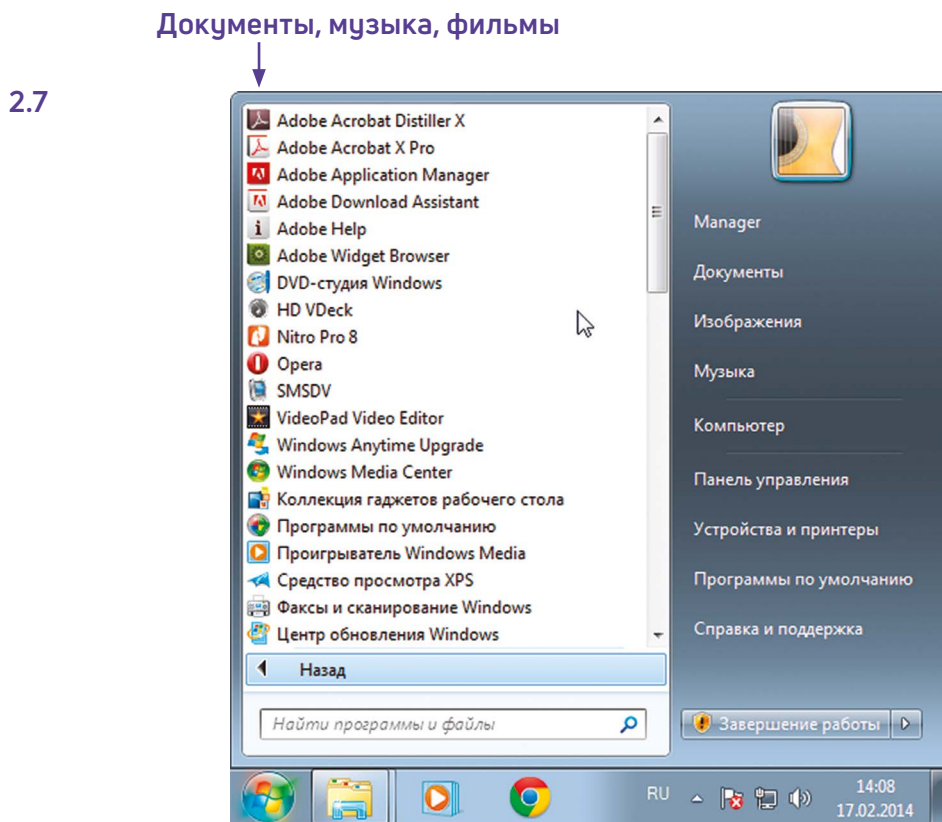 Документы, музыка, фильмы
2.7
Adobe Acrobat Distiller X
Adobe Acrobat X Pro
Adobe Application Manager
Adobe Download Assistant
Adobe Help
Adobe Widget Browser
DVD-студия Windows
HD VDeck
Nitro Pro 8
Opera
SMSDV
VideoPad Video Editor
Windows Anytime Upgrade
Windows Media Center
Коллекция гаджетов рабочего стола
Программы по умолчанию
Проигрыватель Windows Media
Средство просмотра XPS
Факсы и сканирование Windows
Центр обновления Windows
Назад
Найти программы и файлы
Manager
Документы
Изображения
Музыка
Компьютер
Панель управления
Устройства и принтеры
Программы по умолчанию
Справка и поддержка
Завершение работы
RU
14:08
17.02.2014